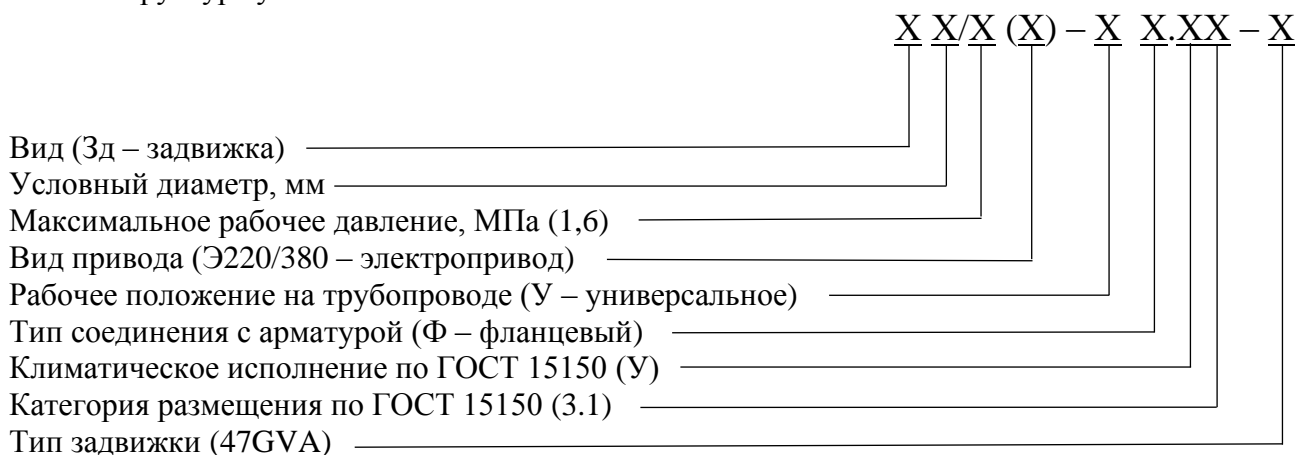 Х Х/Х (Х) – Х Х.ХХ – Х
Вид (Зд – задвижка)
Условный диаметр, мм
Максимальное рабочее давление, МПа (1,6)
Вид привода (Э220/380 – электропривод)
Рабочее положение на трубопроводе (У – универсальное)
Тип соединения с арматурой (Ф – фланцевый)
Климатическое исполнение по ГОСТ 15150 (У)
Категория размещения по ГОСТ 15150 (3.1)
Тип задвижки (47GVA)